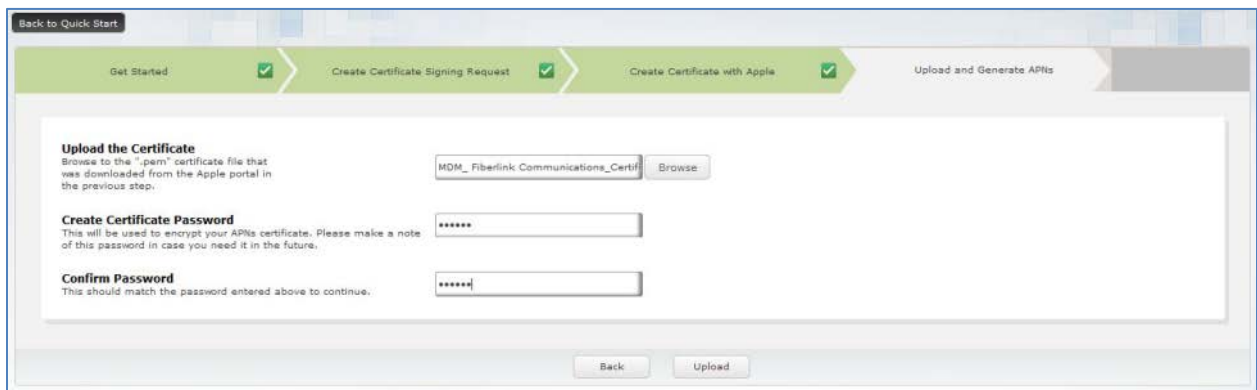 Back to Quick Start
Get Started
Create Certificate Signing Request
Create Certificate with Apple
Upload and Generate APNs
Upload the Certificate
Browse to the ".pem" certificate file that
was downloaded from the Apple portal in
the previous step.
MDM_ Fiberlink Communications_Certif
Browse
Create Certificate Password
This will be used to encrypt your APNs certificate. Please make a note
of this password in case you need it in the future.
••••••
Confirm Password
This should match the password entered above to continue.
••••••
Back
Upload